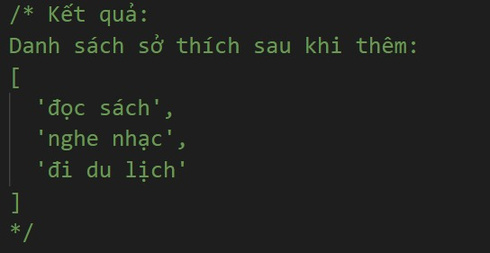 /* Kết quả:
Danh sách sở thích sau khi thêm:
[
  'đọc sách',
  'nghe nhạc',
  'đi du lịch'
]
*/